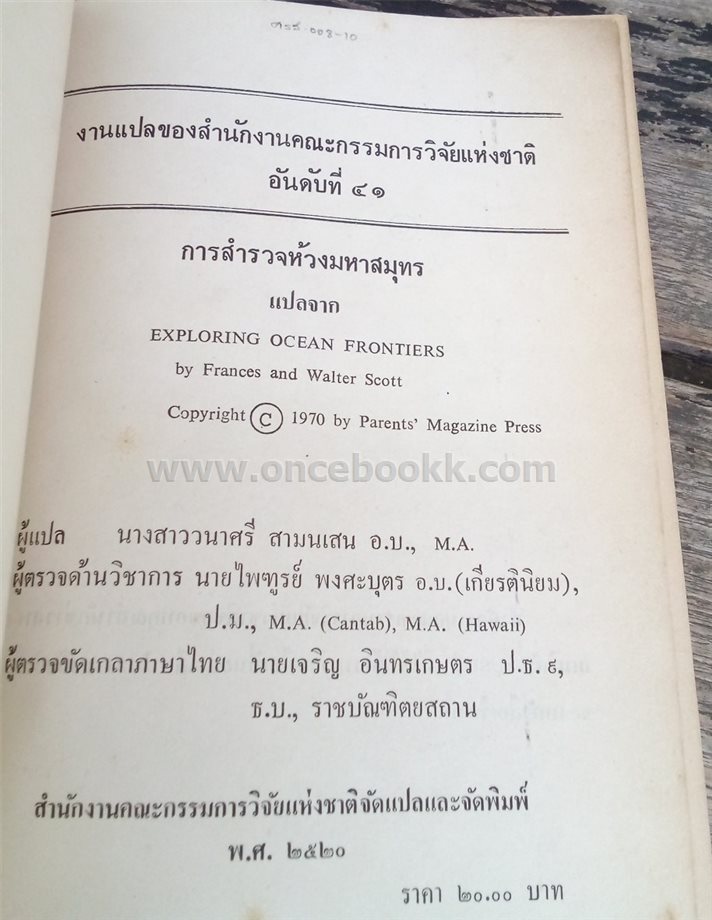 ๐๐๘-๑๐
งานแปลของสำนักงานคณะกรรมการวิจัยแห่งชาติ
อันดับที่ ๔๑
การสำรวจห้วงมหาสมุทร
แปลจาก
EXPLORING OCEAN FRONTIERS
by Frances and Walter Scott
Copyright © 1970 by Parents' Magazine Press
www.oncebookk.com
ผู้แปล นางสาววนาศรี สามนเสน อ.บ., M.A.
ผู้ตรวจด้านวิชาการ นายไพฑูรย์ พงศะบุตร อ.บ.(เกียรตินิยม),
ป.ม., M.A. (Cantab), M.A. (Hawaii)
ผู้ตรวจขัดเกลาภาษาไทย นายเจริญ อินทรเกษตร ป.ธ. ๙,
ธ.บ., ราชบัณฑิตยสถาน
สำนักงานคณะกรรมการวิจัยแห่งชาติจัดแปลและจัดพิมพ์
พ.ศ. ๒๕๒๐
ราคา ๒๐.๐๐ บาท